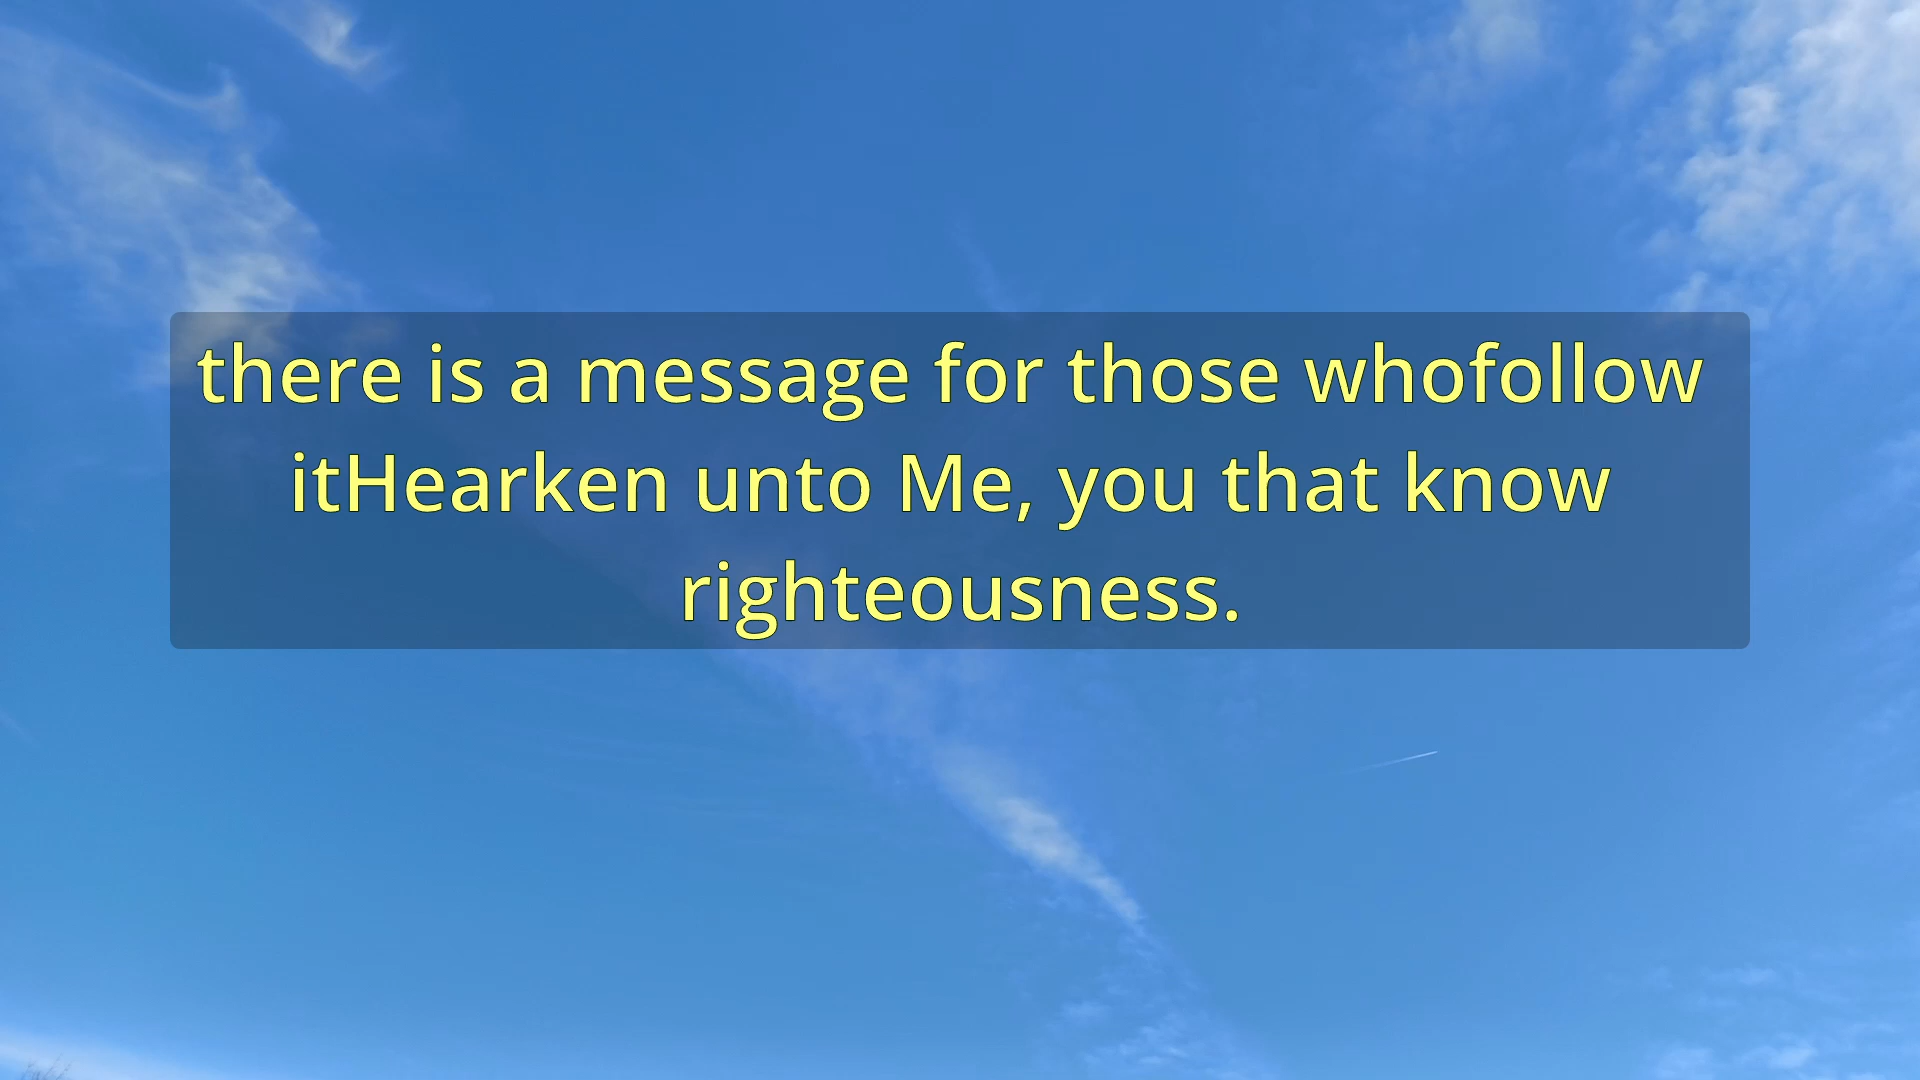 there is a message for those whofollow
itHearken unto Me, you that know
righteousness.